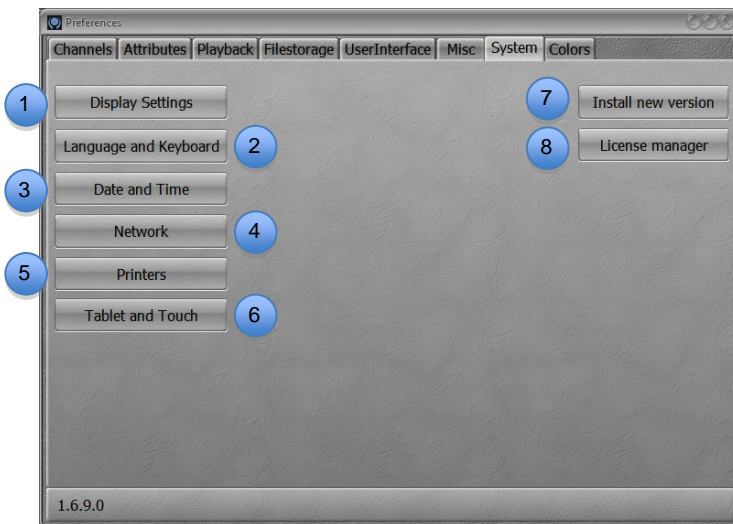 Preferences
Channels Attributes Playback Filestorage UserInterface Misc System Colors
1 Display Settings 7 Install new version
Language and Keyboard 2 8 License manager
3 Date and Time
Network 4
5 Printers
Tablet and Touch 6
1.6.9.0